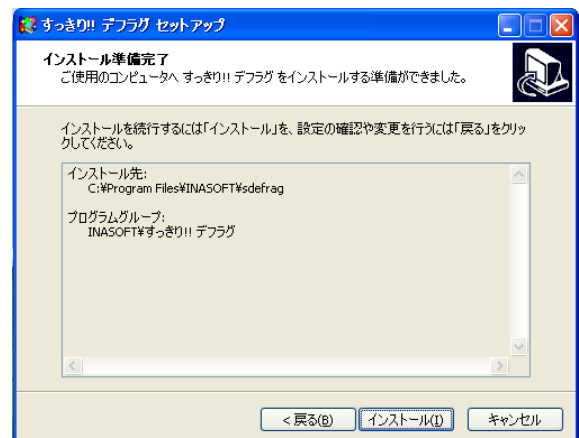 すっきり!! デフラグ セットアップ
インストール準備完了
ご使用のコンピュータへ すっきり!! デフラグ をインストールする準備ができました。
インストールを続行するには「インストール」を、設定の確認や変更を行うには「戻る」をクリッ
クしてください。
インストール先:
C:¥Program Files¥INASOFT¥sdefrag
プログラムグループ:
INASOFT¥すっきり!! デフラグ
< 戻る(B)
インストール(I)
キャンセル